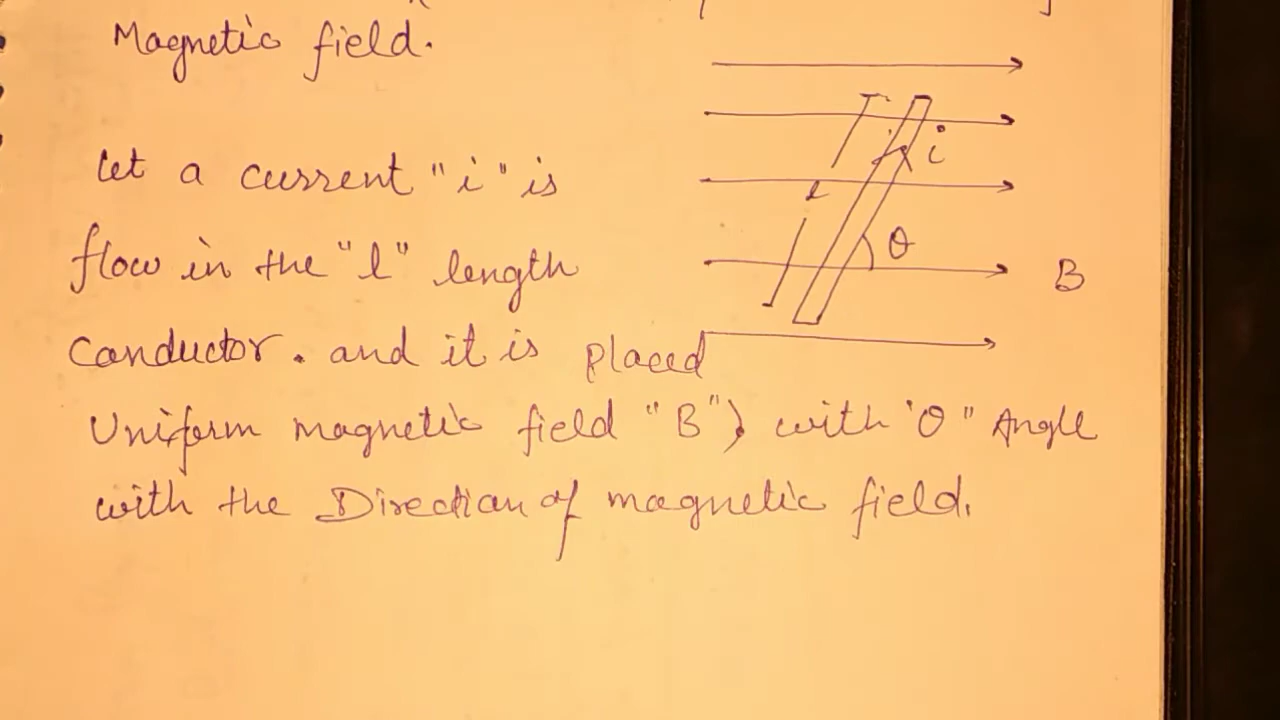 Magnetic field.
Let a current "i" is
flow in the "l" length
Conductor. and it is placed
Uniform magnetic field "B") with "θ" Angle
with the Direction of magnetic field.
i
l
θ
B